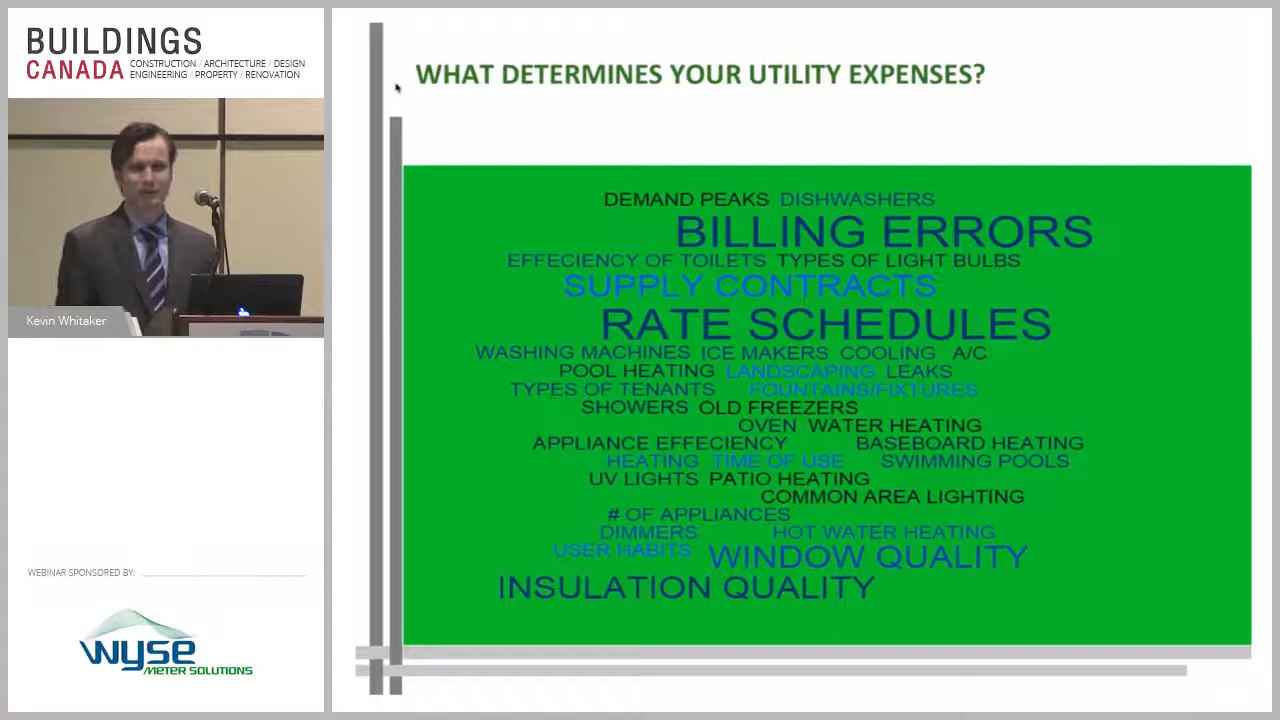 BUILDINGS
CANADA CONSTRUCTION / ARCHITECTURE / DESIGN
ENGINEERING / PROPERTY / RENOVATION
Kevin Whitaker
WEBINAR SPONSORED BY:
wyse
METER SOLUTIONS
WHAT DETERMINES YOUR UTILITY EXPENSES?
DEMAND PEAKS DISHWASHERS
BILLING ERRORS
EFFECIENCY OF TOILETS TYPES OF LIGHT BULBS
SUPPLY CONTRACTS
RATE SCHEDULES
WASHING MACHINES ICE MAKERS COOLING A/C
POOL HEATING LANDSCAPING LEAKS
TYPES OF TENANTS FOUNTAINS/FIXTURES
SHOWERS OLD FREEZERS
OVEN WATER HEATING
APPLIANCE EFFECIENCY BASEBOARD HEATING
HEATING TIME OF USE SWIMMING POOLS
UV LIGHTS PATIO HEATING
COMMON AREA LIGHTING
# OF APPLIANCES
DIMMERS HOT WATER HEATING
USER HABITS WINDOW QUALITY
INSULATION QUALITY